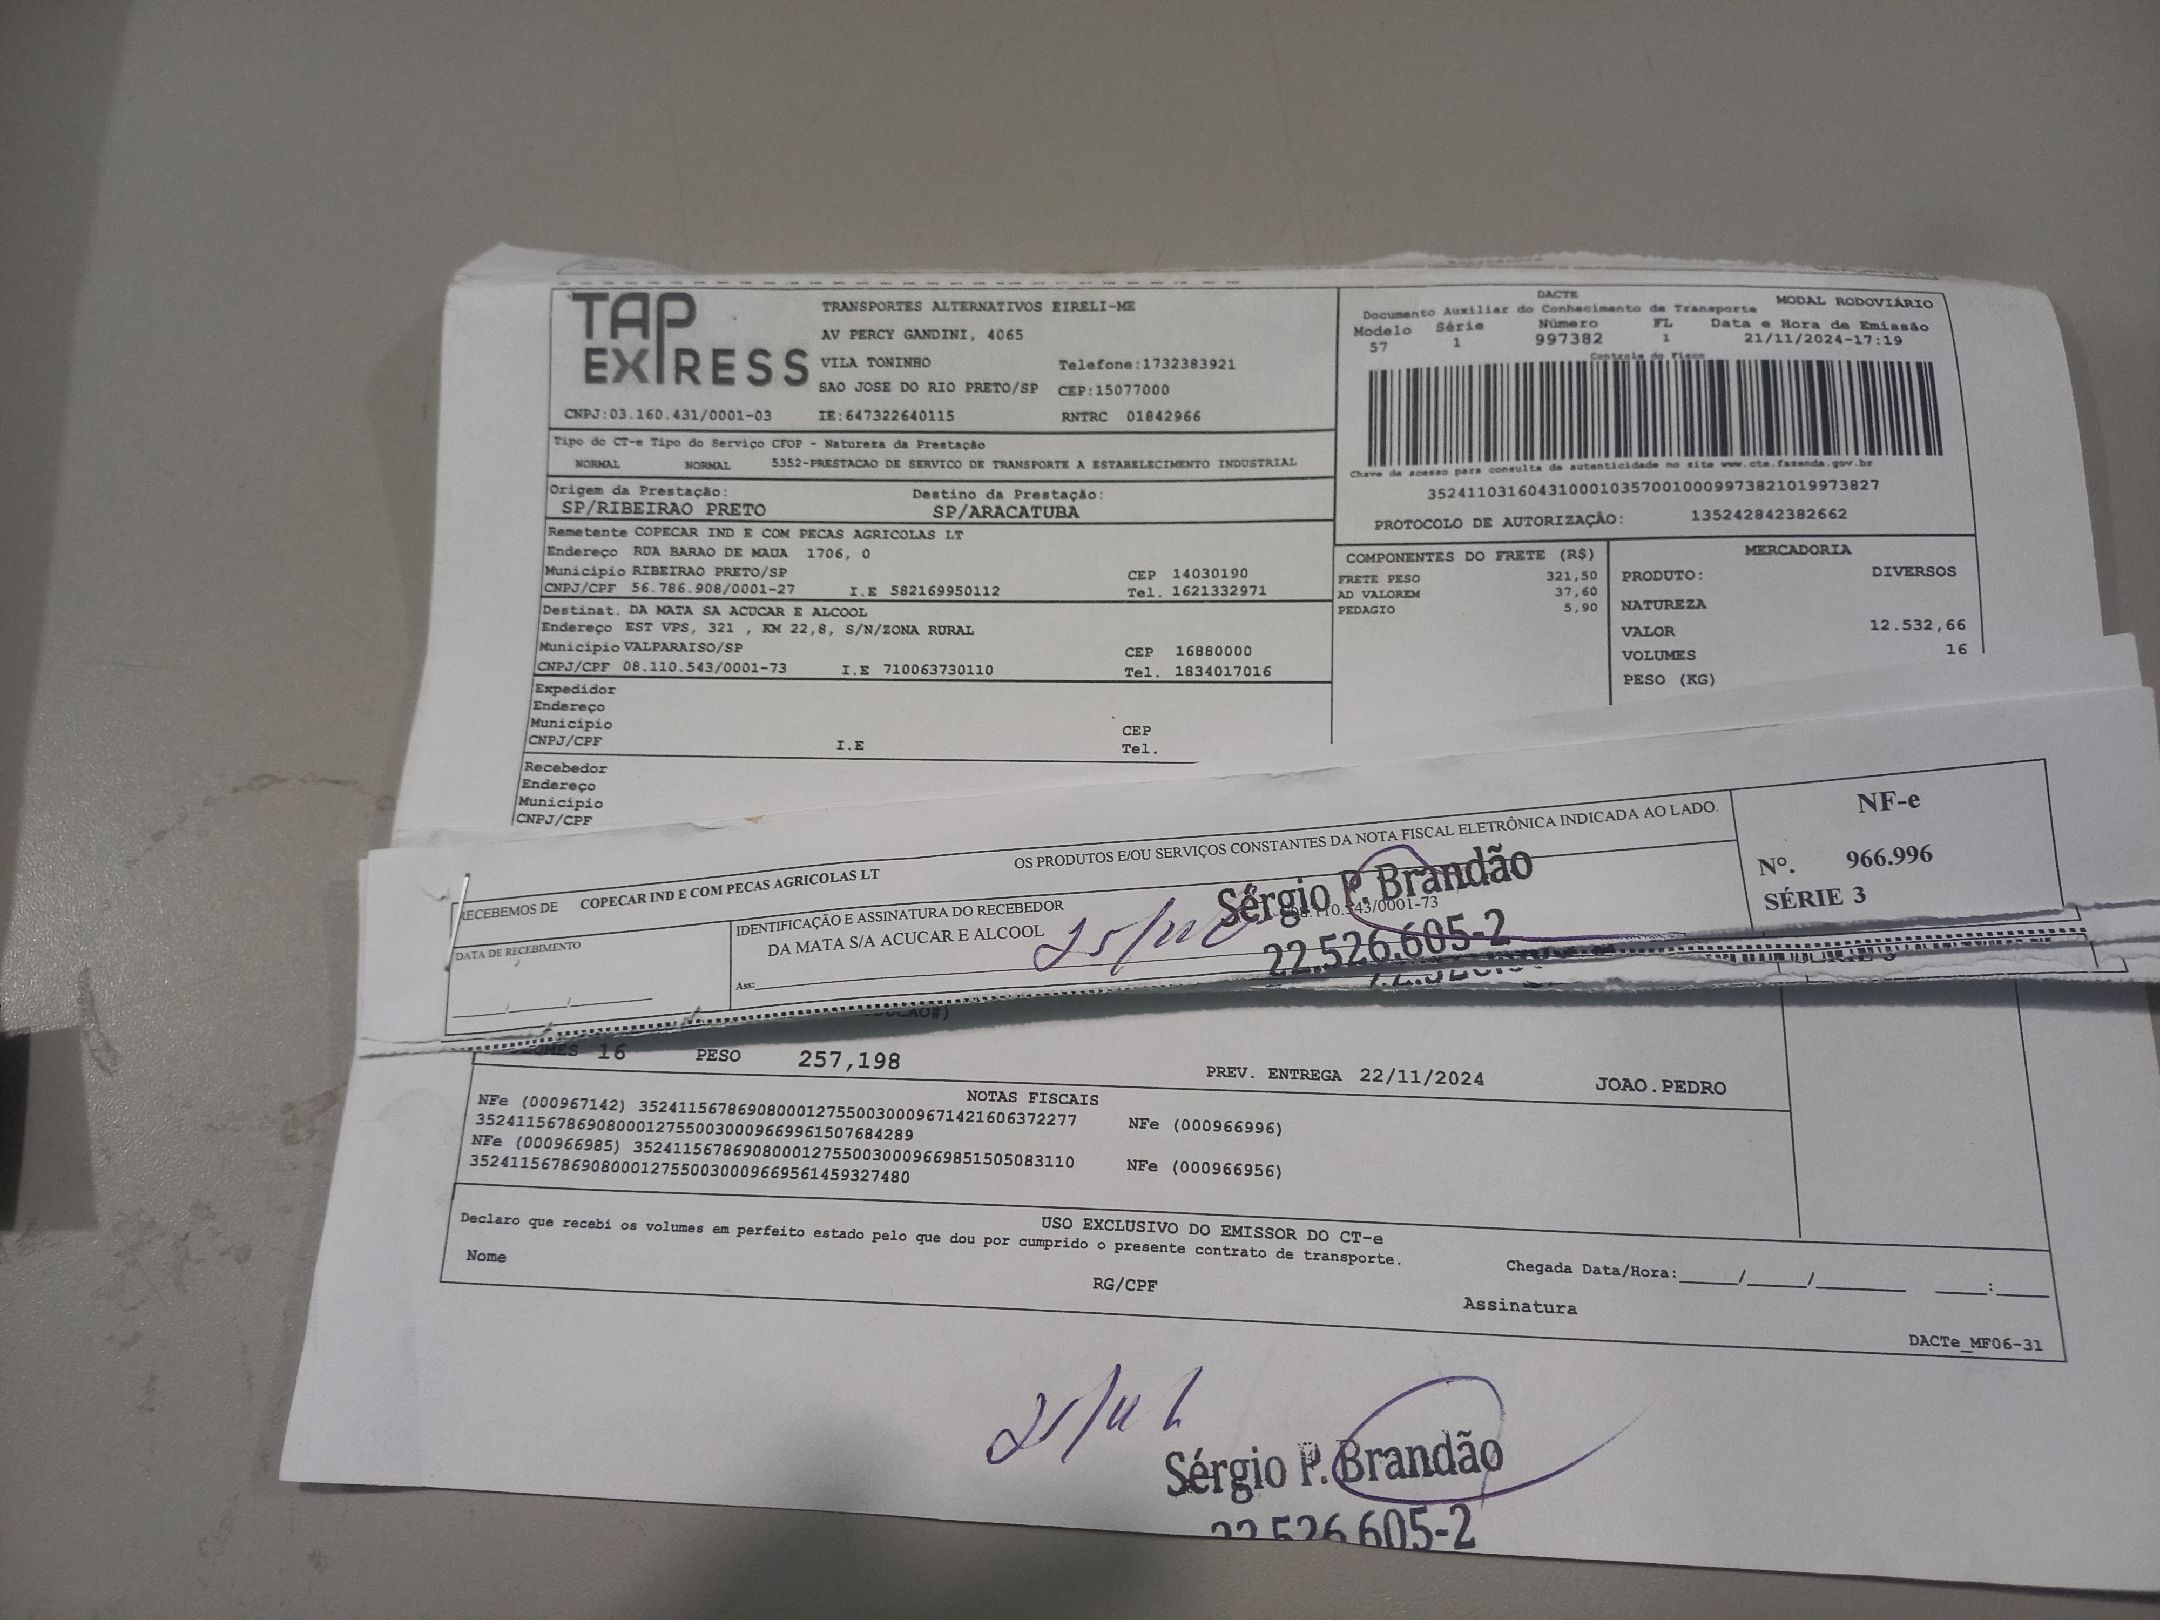 TAP
EXPRESS
TRANSPORTES ALTERNATIVOS EIRELI-ME
AV PERCY GANDINI, 4065
VILA TONINHO Telefone:1732383921
SAO JOSE DO RIO PRETO/SP CEP:15077000
CNPJ:03.160.431/0001-03 IE:647322640115 RNTRC 01842966
DACTE MODAL RODOVIÁRIO
Documento Auxiliar do Conhecimento de Transporte
Modelo Série Número FL Data e Hora de Emissão
57 1 997382 1 21/11/2024-17:19
Controle do Fisco
Chave de acesso para consulta de autenticidade no site www.cte.fazenda.gov.br
35241103160431000103570010009973821019973827
PROTOCOLO DE AUTORIZAÇÃO: 135242842382662
Tipo do CT-e Tipo do Serviço CFOP - Natureza da Prestação
NORMAL NORMAL 5352-PRESTACAO DE SERVICO DE TRANSPORTE A ESTABELECIMENTO INDUSTRIAL
Origem da Prestação: Destino da Prestação:
SP/RIBEIRAO PRETO SP/ARACATUBA
Remetente COPECAR IND E COM PECAS AGRICOLAS LT
Endereço RUA BARAO DE MAUA 1706, 0
Município RIBEIRAO PRETO/SP CEP 14030190
CNPJ/CPF 56.786.908/0001-27 I.E 582169950112 Tel. 1621332971
Destinat. DA MATA SA ACUCAR E ALCOOL
Endereço EST VPS, 321 , KM 22,8, S/N/ZONA RURAL
Município VALPARAISO/SP CEP 16880000
CNPJ/CPF 08.110.543/0001-73 I.E 710063730110 Tel. 1834017016
Expedidor
Endereço
Município CEP
CNPJ/CPF I.E Tel.
Recebedor
Endereço
Município
CNPJ/CPF
COMPONENTES DO FRETE (R$)
FRETE PESO 321,50
AD VALOREM 37,60
PEDAGIO 5,90
MERCADORIA
PRODUTO: DIVERSOS
NATUREZA
VALOR 12.532,66
VOLUMES 16
PESO (KG)
RECEBEMOS DE COPECAR IND E COM PECAS AGRICOLAS LT OS PRODUTOS E/OU SERVIÇOS CONSTANTES DA NOTA FISCAL ELETRÔNICA INDICADA AO LADO.
DATA DE RECEBIMENTO
IDENTIFICAÇÃO E ASSINATURA DO RECEBEDOR
DA MATA S/A ACUCAR E ALCOOL
Ass:
Sérgio P. Brandão
22.526.605-2
NF-e
Nº. 966.996
SÉRIE 3
16 PESO 257,198
PREV. ENTREGA 22/11/2024 JOAO.PEDRO
NOTAS FISCAIS
NFe (000967142) 35241156786908000127550030009671421606372277 NFe (000966996)
35241156786908000127550030009669961507684289
NFe (000966985) 35241156786908000127550030009669851505083110 NFe (000966956)
35241156786908000127550030009669561459327480
USO EXCLUSIVO DO EMISSOR DO CT-e
Declaro que recebi os volumes em perfeito estado pelo que dou por cumprido o presente contrato de transporte.
Nome RG/CPF Assinatura Chegada Data/Hora:
DACTe_MF06-31
Sérgio P. Brandão
22.526.605-2